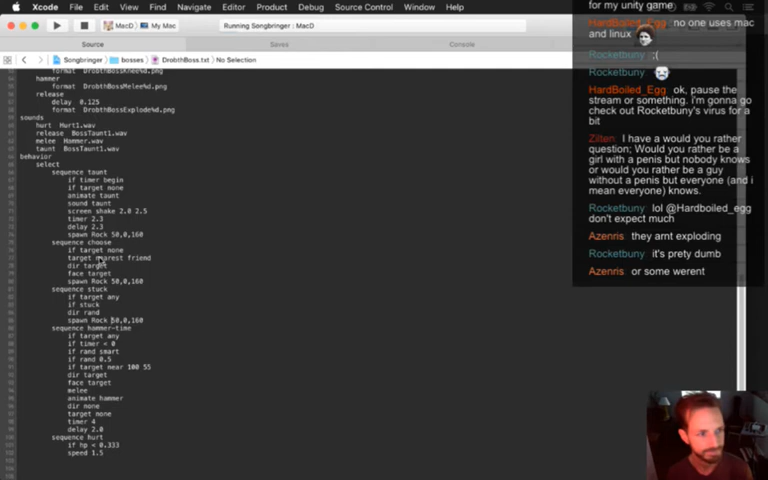 Xcode File Edit View Find Navigate Editor Product Debug Source Control Window Help
MacD My Mac Running Songbringer : MacD
Source Saves Console
Songbringer bosses DrobthBoss.txt No Selection
format DrobthBossKnee%d.png
hammer
format DrobthBossMelee%d.png
release
delay 0.125
format DrobthBossExplode%d.png
sounds
hurt Hurt1.wav
release BossTaunt1.wav
melee Hammer.wav
taunt BossTaunt1.wav
behavior
select
sequence taunt
if timer begin
if target none
animate taunt
sound taunt
screen shake 2.0 2.5
timer 2.3
delay 2.3
spawn Rock 50,0,160
sequence choose
if target none
target nearest friend
dir target
face target
spawn Rock 50,0,160
sequence stuck
if target any
if stuck
dir rand
spawn Rock 50,0,160
sequence hammer-time
if target any
if timer < 0
if rand smart
if rand 0.5
if target near 100 55
dir target
face target
melee
animate hammer
dir none
target none
timer 4
delay 2.0
sequence hurt
if hp < 0.333
speed 1.5
for my unity game
HardBoiled_Egg no one uses mac
and linux
Rocketbuny :(
Rocketbuny
HardBoiled_Egg ok, pause the
stream or something. i'm gonna go
check out Rocketbuny's virus for a
bit
Zilten I have a would you rather
question; Would you rather be a
girl with a penis but nobody knows
or would you rather be a guy
without a penis but everyone (and i
mean everyone) knows.
Rocketbuny lol @Hardboiled_egg
don't expect much
Azenris they arnt exploding
Rocketbuny it's prety dumb
Azenris or some werent